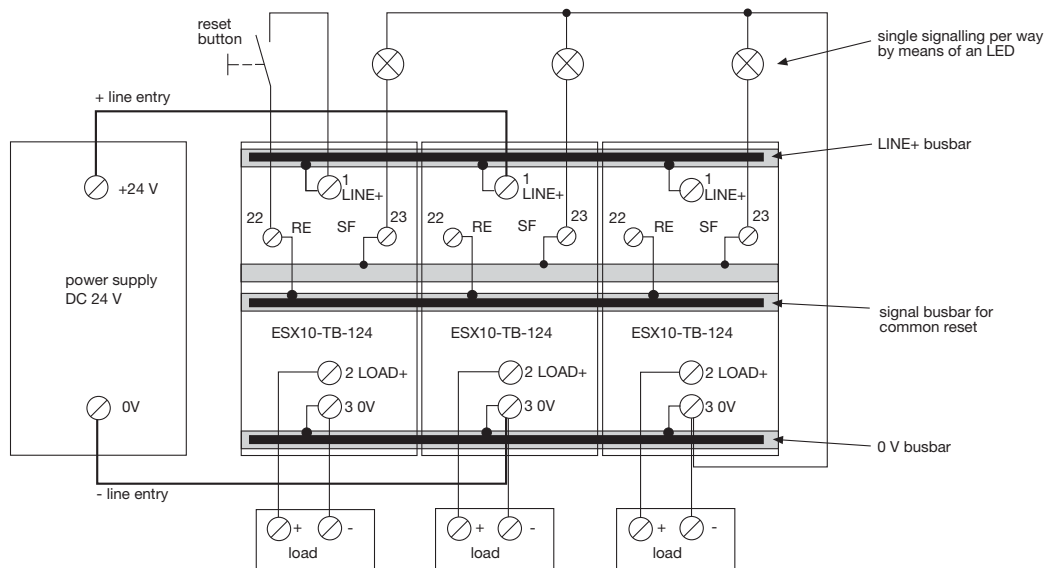 reset
button
single signalling per way
by means of an LED
+ line entry
LINE+ busbar
+24 V
1
LINE+
1
LINE+
1
LINE+
22
RE
SF
23
22
RE
SF
23
22
RE
SF
23
power supply
DC 24 V
signal busbar for
common reset
ESX10-TB-124
ESX10-TB-124
ESX10-TB-124
2 LOAD+
2 LOAD+
2 LOAD+
0V
3 0V
3 0V
3 0V
0 V busbar
- line entry
+ -
load
+ -
load
+ -
load